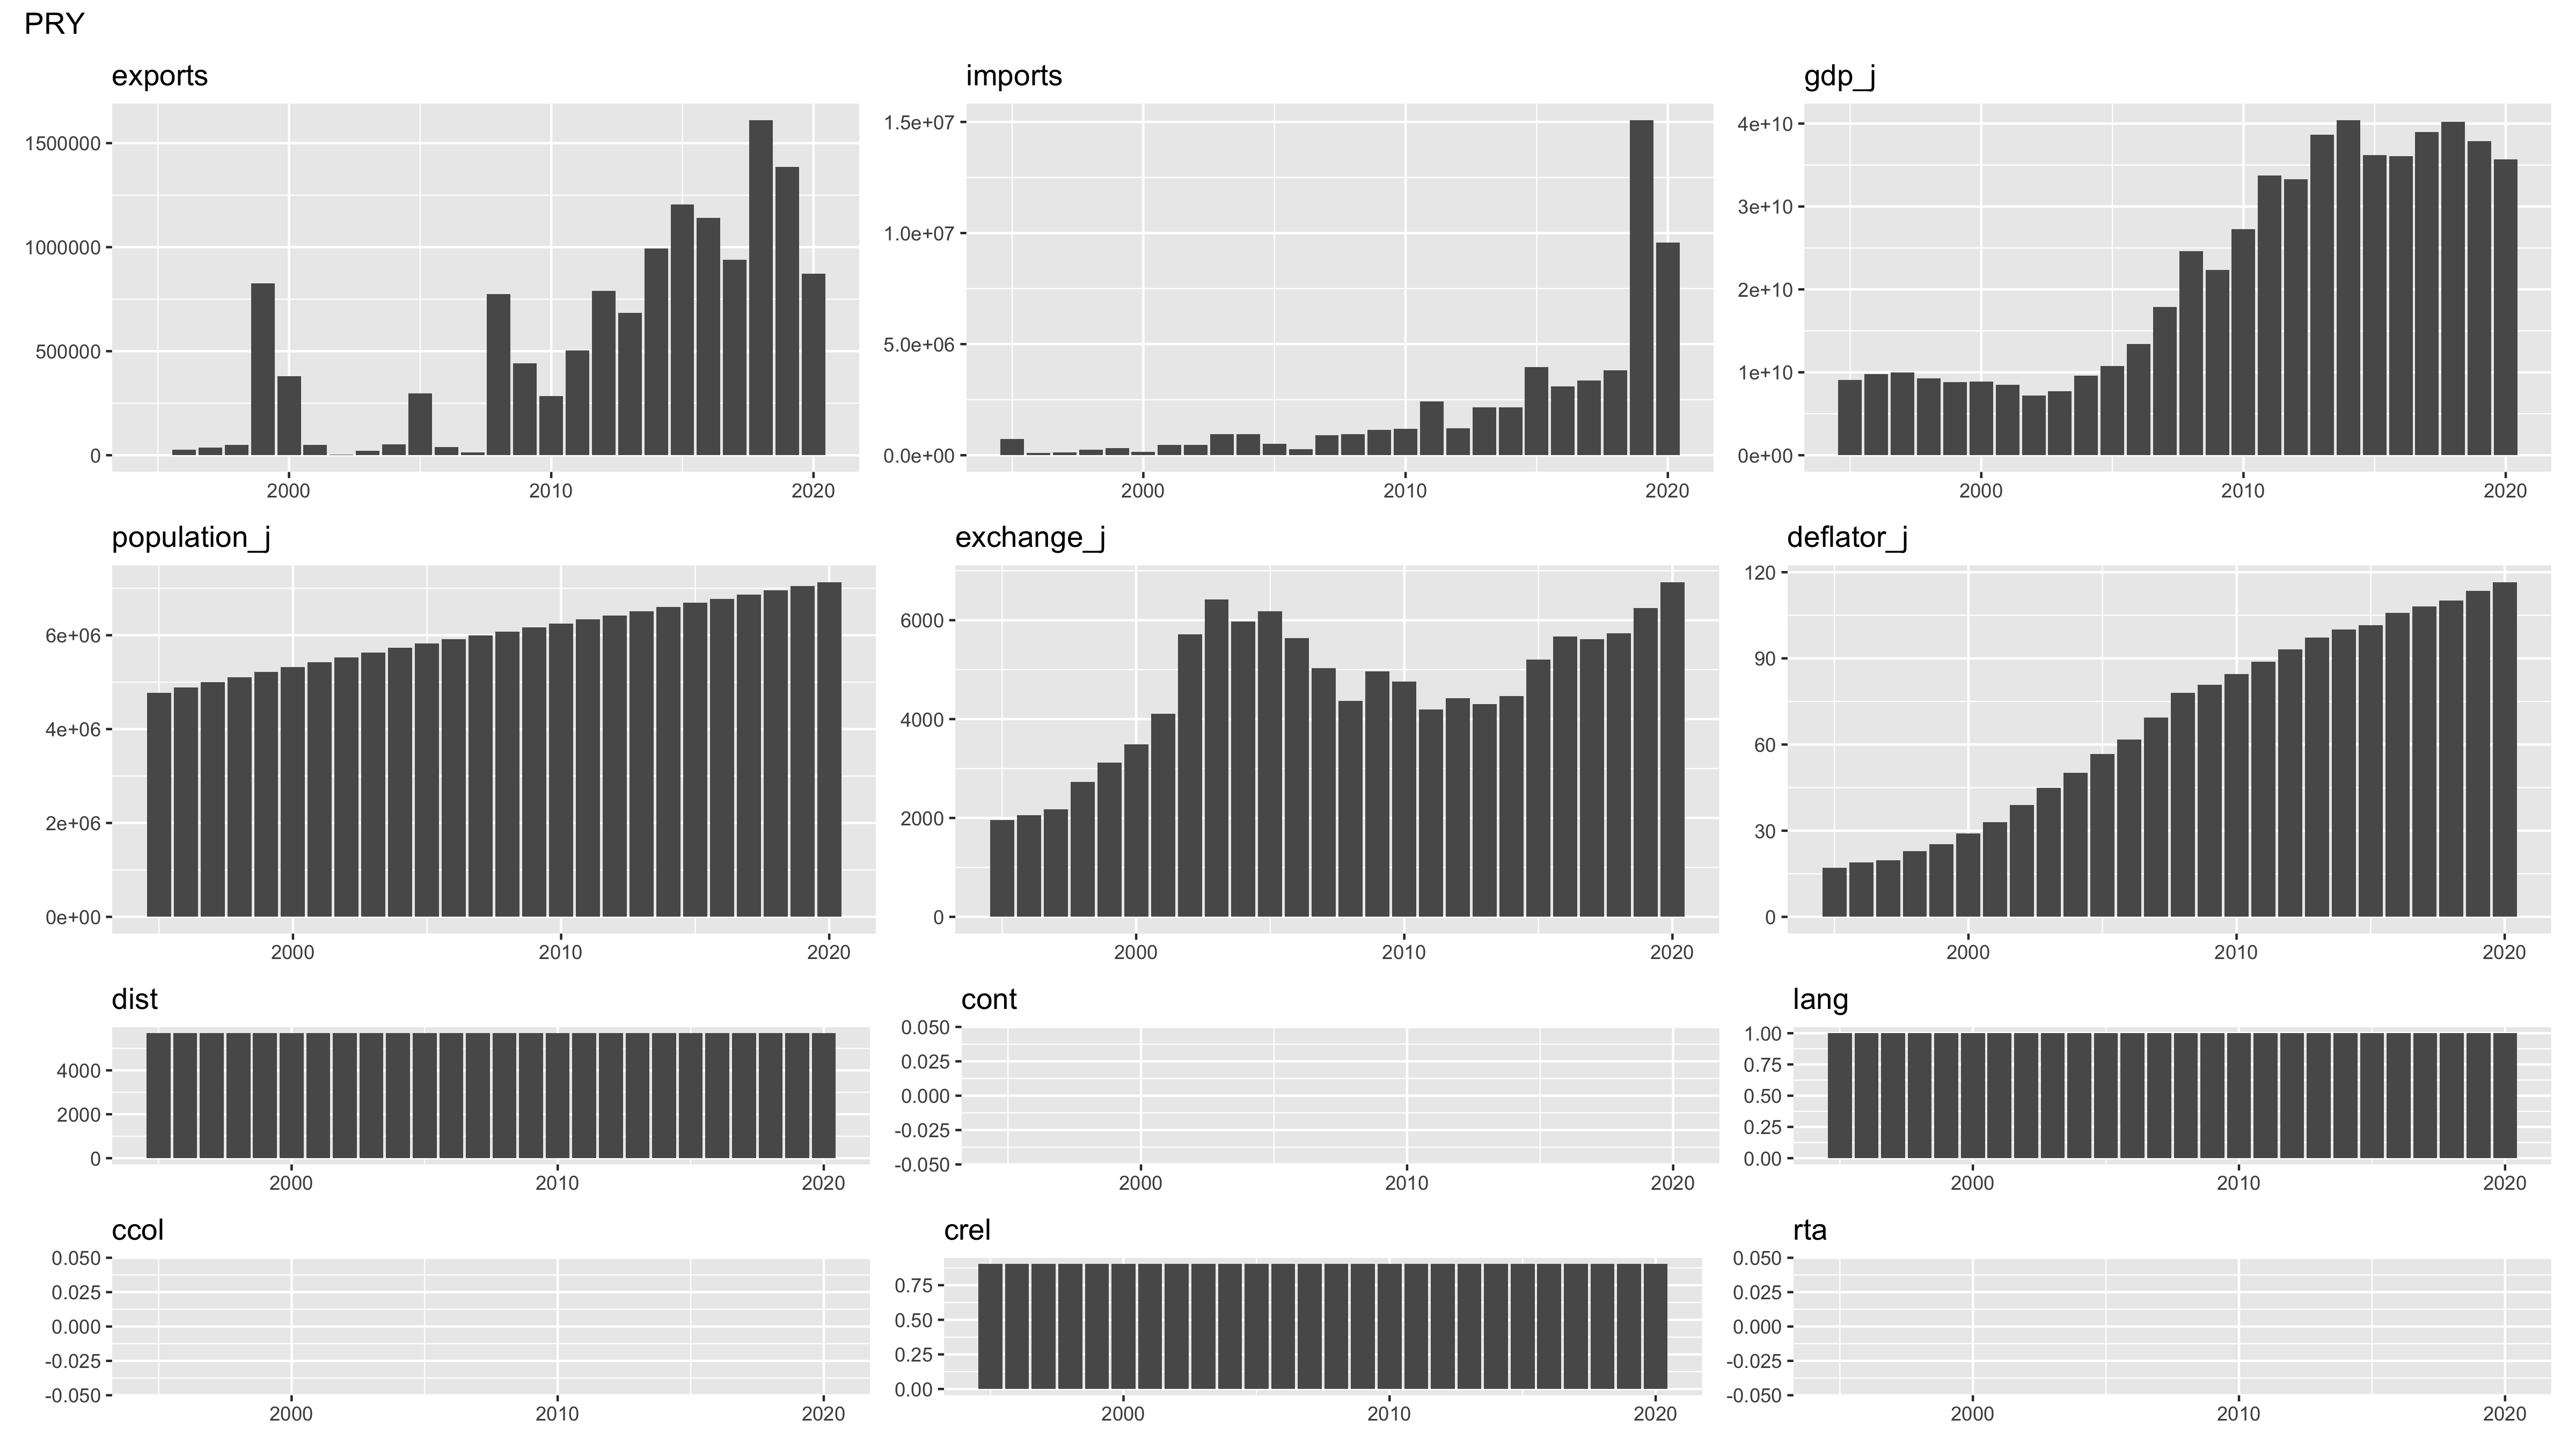 PRY
exports
1500000
1000000
500000
0
2000 2010 2020
imports
1.5e+07
1.0e+07
5.0e+06
0.0e+00
2000 2010 2020
gdp_j
4e+10
3e+10
2e+10
1e+10
0e+00
2000 2010 2020
population_j
6e+06
4e+06
2e+06
0e+00
2000 2010 2020
exchange_j
6000
4000
2000
0
2000 2010 2020
deflator_j
120
90
60
30
0
2000 2010 2020
dist
4000
2000
0
2000 2010 2020
cont
0.050
0.025
0.000
-0.025
-0.050
2000 2010 2020
lang
1.00
0.75
0.50
0.25
0.00
2000 2010 2020
ccol
0.050
0.025
0.000
-0.025
-0.050
2000 2010 2020
crel
0.75
0.50
0.25
0.00
2000 2010 2020
rta
0.050
0.025
0.000
-0.025
-0.050
2000 2010 2020